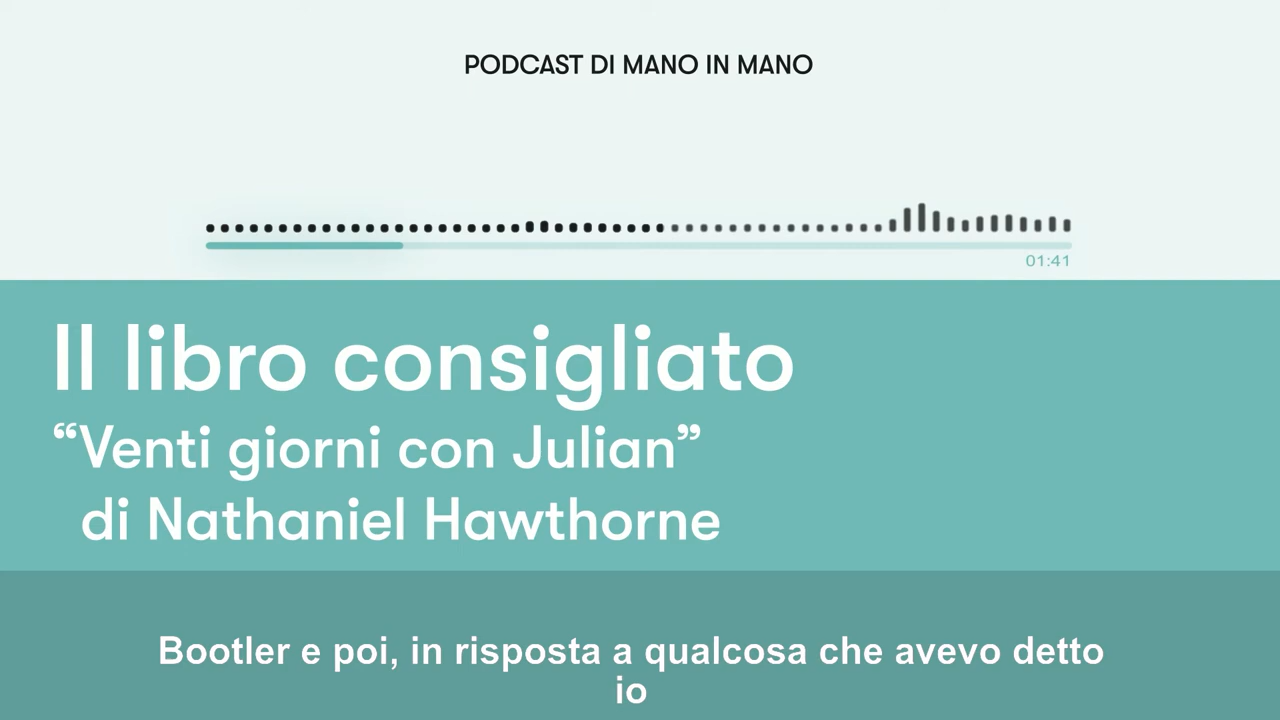 PODCAST DI MANO IN MANO
01:41
Il libro consigliato
“Venti giorni con Julian”
di Nathaniel Hawthorne
Bootler e poi, in risposta a qualcosa che avevo detto
io